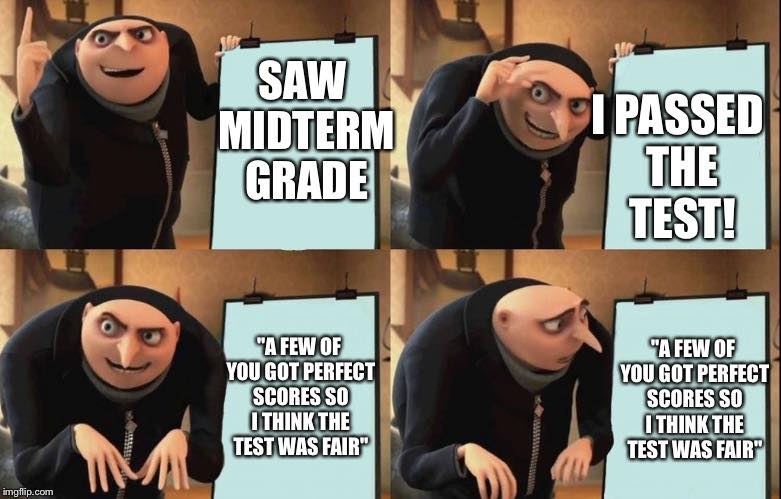 SAW
MIDTERM
GRADE
I PASSED
THE
TEST!
"A FEW OF
YOU GOT PERFECT
SCORES SO
I THINK THE
TEST WAS FAIR"
"A FEW OF
YOU GOT PERFECT
SCORES SO
I THINK THE
TEST WAS FAIR"
imgflip.com